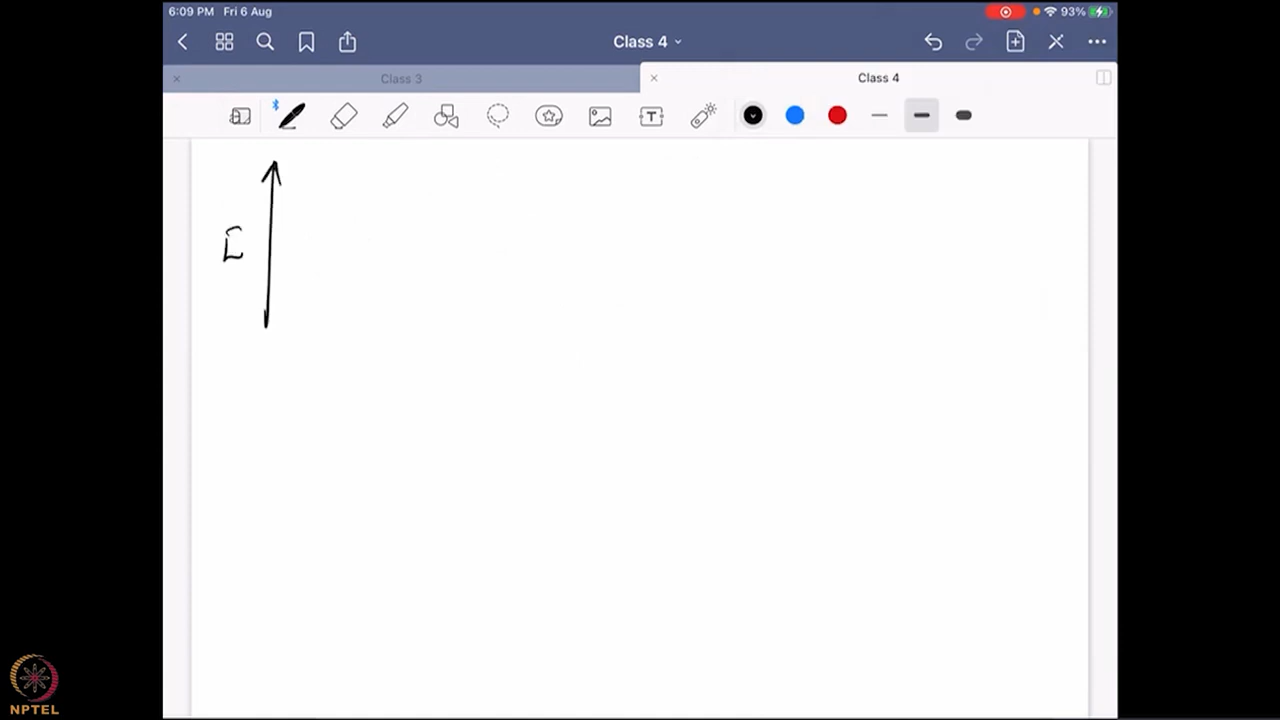 6:09 PM Fri 6 Aug 93%
Class 4
Class 3 Class 4
T
E
NPTEL